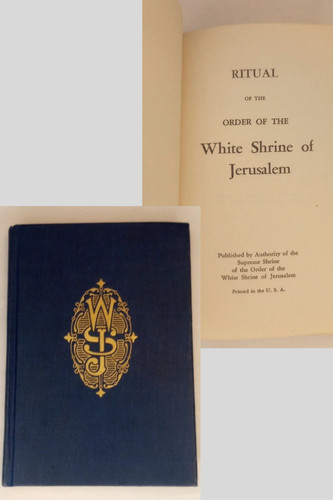 RITUAL
OF THE
ORDER OF THE
White Shrine of
Jerusalem
Published by Authority of the
Supreme Shrine
of the Order of the
White Shrine of Jerusalem
Printed in the U. S. A.
WSJ